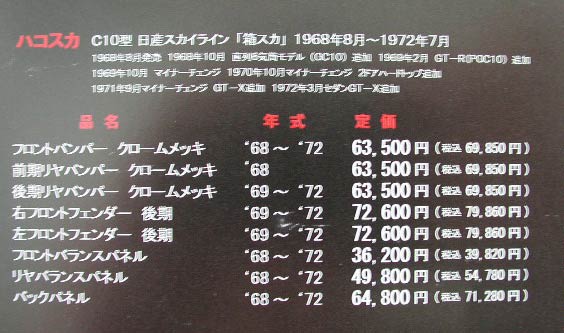 ハコスカ C10型 日産スカイライン「箱スカ」1968年8月～1972年7月
1968年8月発売 1968年10月 直列6気筒モデル（GC10）追加 1969年2月 GT-R(PGC10) 追加
1969年10月 マイナーチェンジ 1970年10月マイナーチェンジ 2ドアハードトップ追加
1971年9月マイナーチェンジ GT-X追加 1972年3月セダンGT-X追加
品名 年式 定価
フロントバンパー クロームメッキ '68～'72 63,500円(税込 69,850円)
前期リヤバンパー クロームメッキ '68 63,500円(税込 69,850円)
後期リヤバンパー クロームメッキ '69～'72 63,500円(税込 69,850円)
右フロントフェンダー 後期 '69～'72 72,600円(税込 79,860円)
左フロントフェンダー 後期 '69～'72 72,600円(税込 79,860円)
フロントバランスパネル '68～'72 36,200円(税込 39,820円)
リヤバランスパネル '68～'72 49,800円(税込 54,780円)
バックパネル '68～'72 64,800円(税込 71,280円)